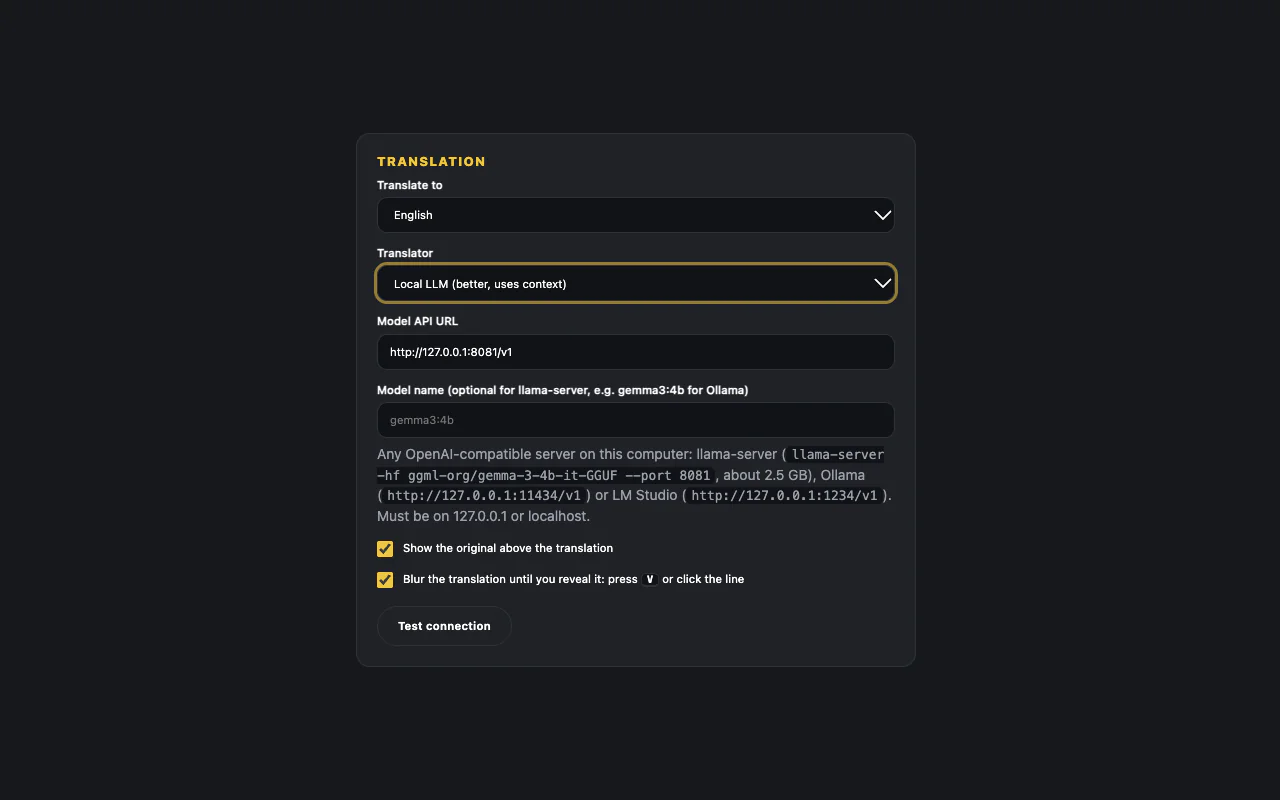 TRANSLATION
Translate to
English
Translator
Local LLM (better, uses context)
Model API URL
http://127.0.0.1:8081/v1
Model name (optional for llama-server, e.g. gemma3:4b for Ollama)
gemma3:4b
Any OpenAI-compatible server on this computer: llama-server ( llama-server
-hf ggml-org/gemma-3-4b-it-GGUF --port 8081 , about 2.5 GB), Ollama
( http://127.0.0.1:11434/v1 ) or LM Studio ( http://127.0.0.1:1234/v1 ).
Must be on 127.0.0.1 or localhost.
Show the original above the translation
Blur the translation until you reveal it: press V or click the line
Test connection